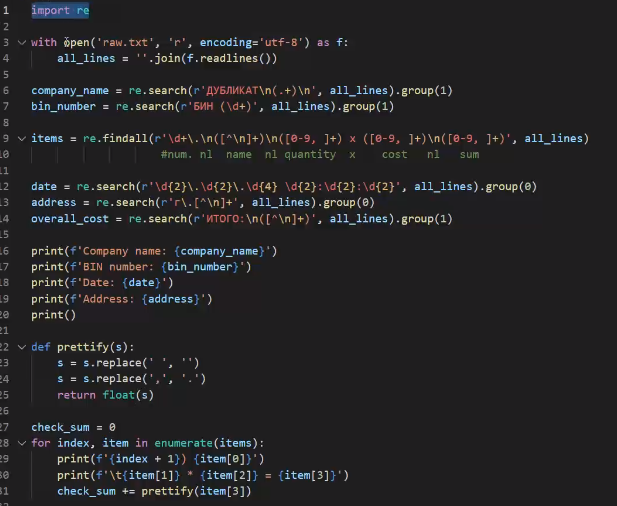 1 import re
2
3 with open('raw.txt', 'r', encoding='utf-8') as f:
4     all_lines = ''.join(f.readlines())
5
6 company_name = re.search(r'ДУБЛИКАТ\n(.+)\n', all_lines).group(1)
7 bin_number = re.search(r'БИН (\d+)', all_lines).group(1)
8
9 items = re.findall(r'\d+\.\n([^\n]+)\n([0-9, ]+) x ([0-9, ]+)\n([0-9, ]+)', all_lines)
10                     #num. nl  name  nl quantity  x    cost   nl   sum
11
12 date = re.search(r'\d{2}\.\d{2}\.\d{4} \d{2}:\d{2}:\d{2}', all_lines).group(0)
13 address = re.search(r'г\.[^\n]+', all_lines).group(0)
14 overall_cost = re.search(r'ИТОГО:\n([^\n]+)', all_lines).group(1)
15
16 print(f'Company name: {company_name}')
17 print(f'BIN number: {bin_number}')
18 print(f'Date: {date}')
19 print(f'Address: {address}')
20 print()
21
22 def prettify(s):
23     s = s.replace(' ', '')
24     s = s.replace(',', '.')
25     return float(s)
26
27 check_sum = 0
28 for index, item in enumerate(items):
29     print(f'{index + 1}) {item[0]}')
30     print(f'\t{item[1]} * {item[2]} = {item[3]}')
31     check_sum += prettify(item[3])